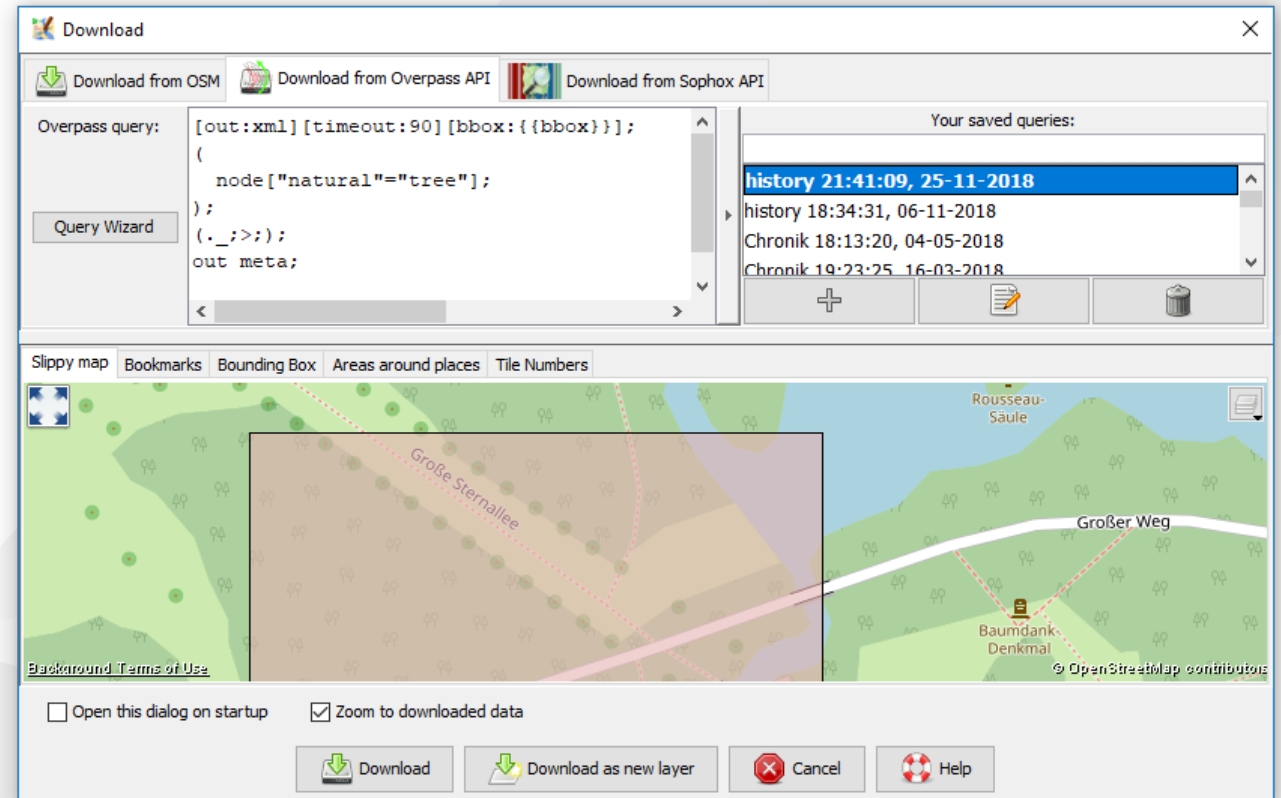 Download
Download from OSM
Download from Overpass API
Download from Sophox API
Overpass query:
[out:xml][timeout:90][bbox:{{bbox}}];
(
node["natural"="tree"];
);
(._;>;);
out meta;
Query Wizard
Your saved queries:
history 21:41:09, 25-11-2018
history 18:34:31, 06-11-2018
Chronik 18:13:20, 04-05-2018
Chronik 19:23:25, 16-03-2018
Slippy map
Bookmarks
Bounding Box
Areas around places
Tile Numbers
Rousseau-
Säule
Große Sternallee
Großer Weg
Baumdank-
Denkmal
Background Terms of Use
© OpenStreetMap contributors
Open this dialog on startup
Zoom to downloaded data
Download
Download as new layer
Cancel
Help